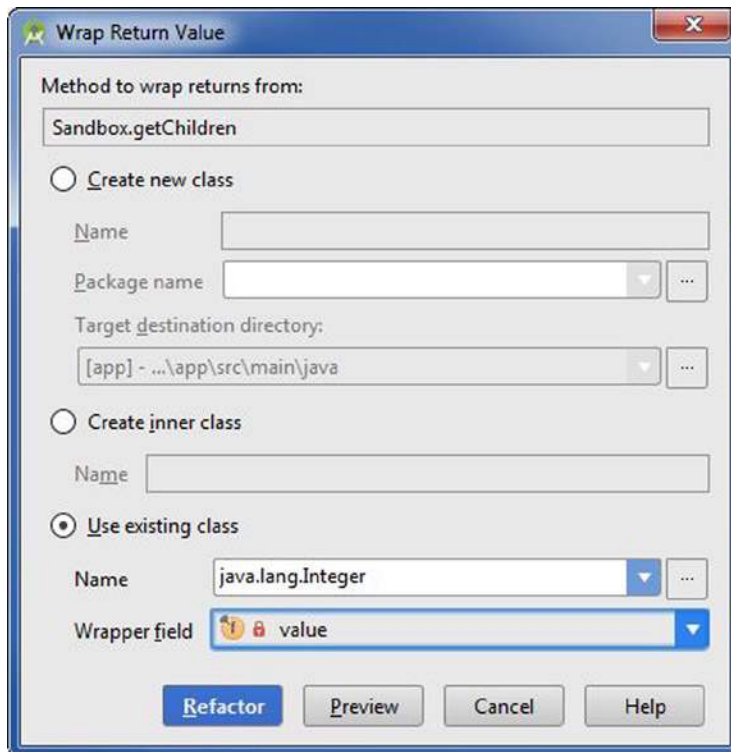 Wrap Return Value
Method to wrap returns from:
Sandbox.getChildren
Create new class
Name
Package name
...
Target destination directory:
[app] - ...\app\src\main\java
...
Create inner class
Name
Use existing class
Name java.lang.Integer
...
Wrapper field f value
Refactor Preview Cancel Help